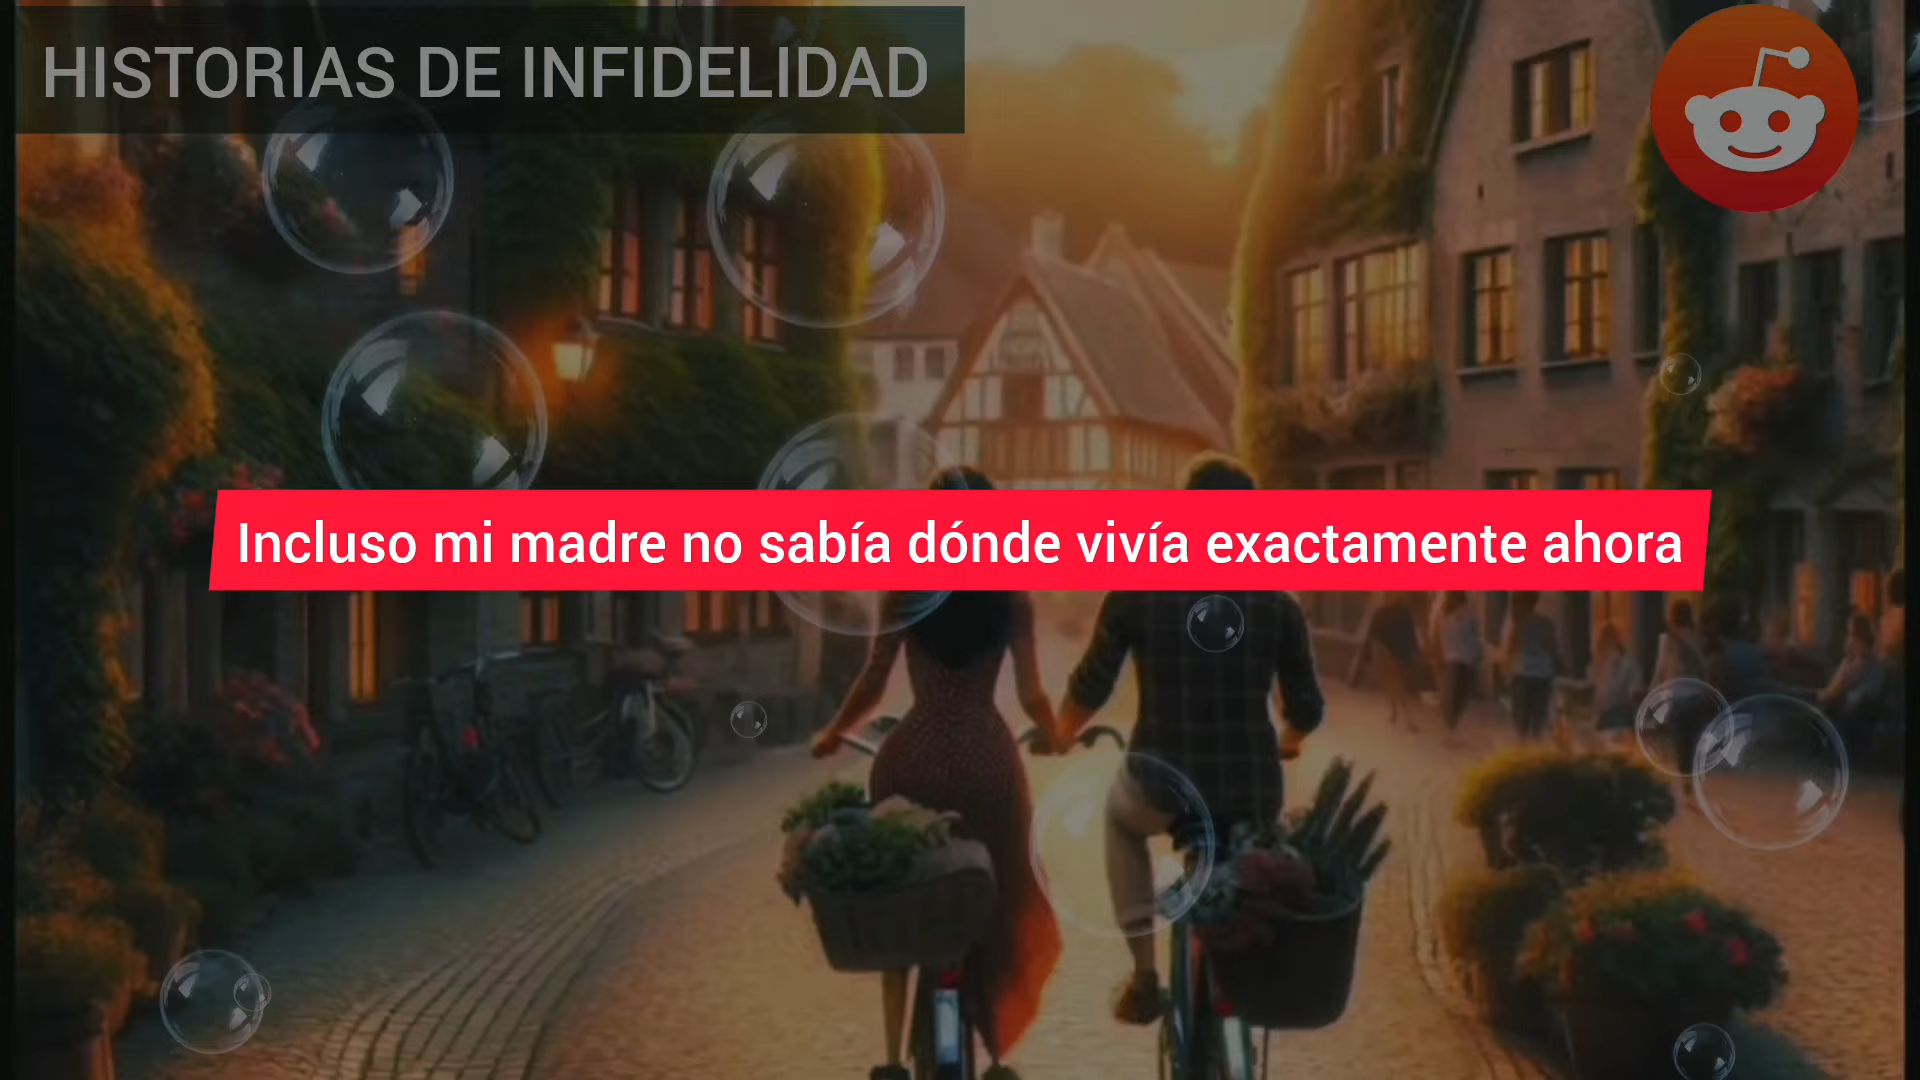 HISTORIAS DE INFIDELIDAD
Incluso mi madre no sabía dónde vivía exactamente ahora